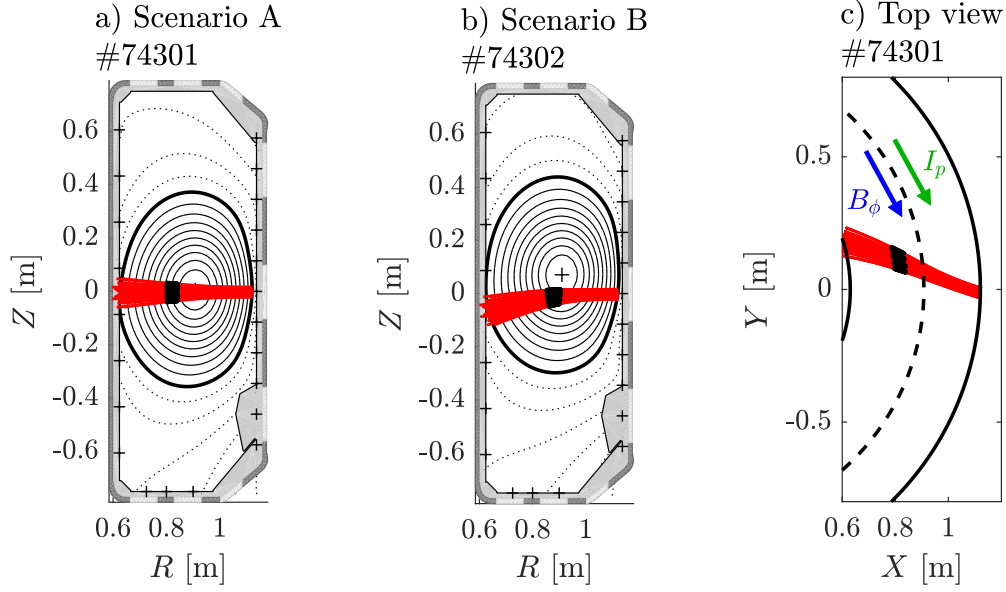 a) Scenario A
#74301
b) Scenario B
#74302
c) Top view
#74301
0.6
0.4
0.2
0
-0.2
-0.4
-0.6
Z [m]
0.6 0.8 1
R [m]
0.6
0.4
0.2
0
-0.2
-0.4
-0.6
Z [m]
0.6 0.8 1
R [m]
0.5
0
-0.5
Y [m]
I_p
B_ϕ
0.6 0.8 1
X [m]